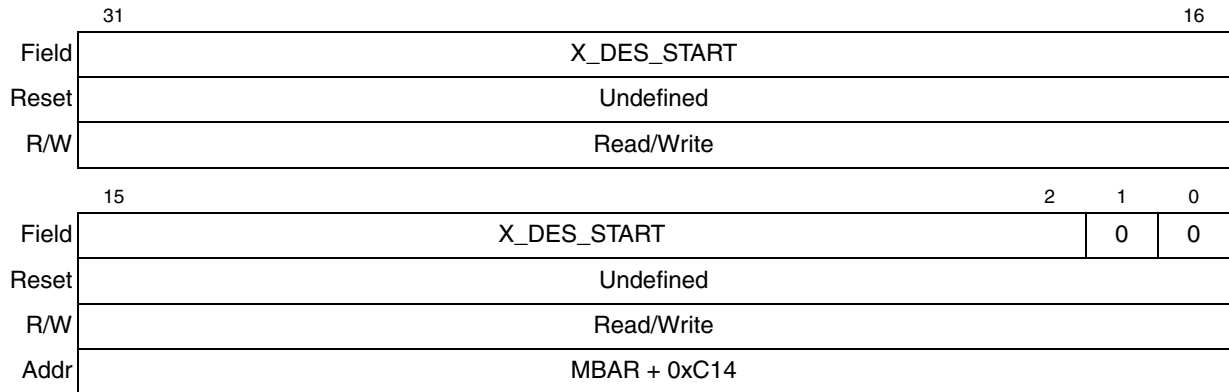 31 16
Field X_DES_START
Reset Undefined
R/W Read/Write
15 2 1 0
Field X_DES_START 0 0
Reset Undefined
R/W Read/Write
Addr MBAR + 0xC14